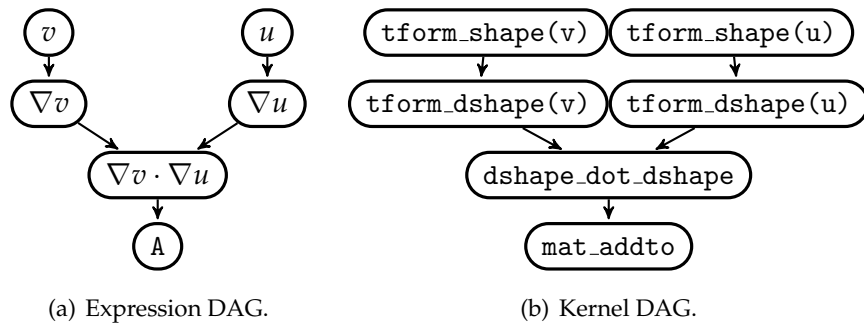 v u tform_shape(v) tform_shape(u)
∇v ∇u tform_dshape(v) tform_dshape(u)
∇v · ∇u dshape_dot_dshape
A mat_addto
(a) Expression DAG. (b) Kernel DAG.